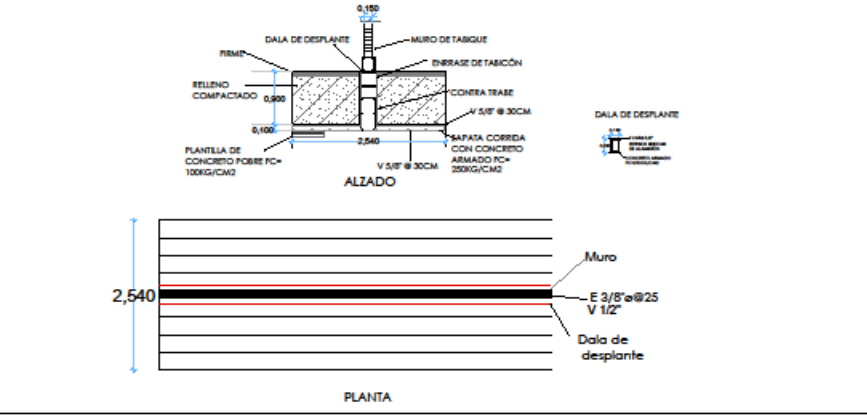 0,150
DALA DE DESPLANTE
MURO DE TABIQUE
FIRME
ENRRASE DE TABICÓN
RELLENO
COMPACTADO
0,900
CONTRA TRABE
V 5/8" @ 30CM
0,100
2,540
SAPATA CORRIDA
CON CONCRETO
ARMADO FC=
250KG/CM2
PLANTILLA DE
CONCRETO POBRE FC=
100KG/CM2
V 5/8" @ 30CM
ALZADO
DALA DE DESPLANTE
CONCRETO ARMADO
Muro
2,540
E 3/8"ø@25
V 1/2"
Dala de
desplante
PLANTA